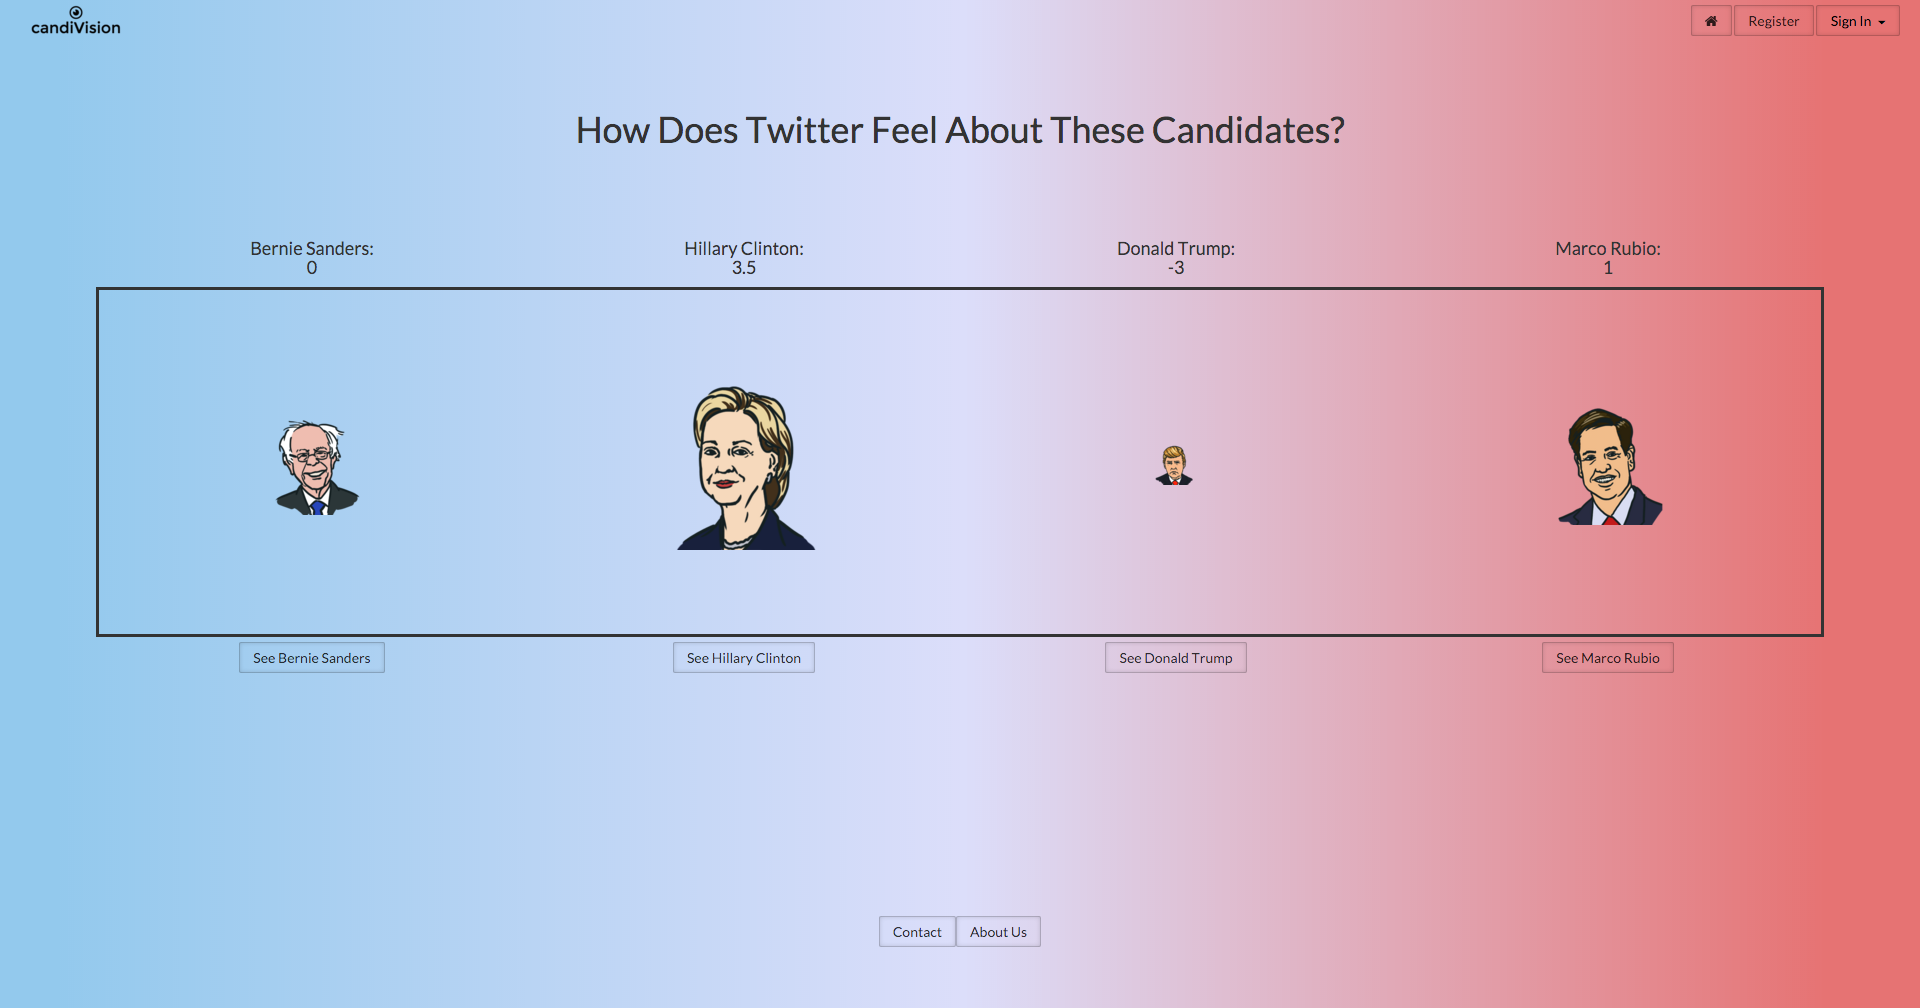 candiVision
Register
Sign In
How Does Twitter Feel About These Candidates?
Bernie Sanders:
0
Hillary Clinton:
3.5
Donald Trump:
-3
Marco Rubio:
1
See Bernie Sanders
See Hillary Clinton
See Donald Trump
See Marco Rubio
Contact
About Us